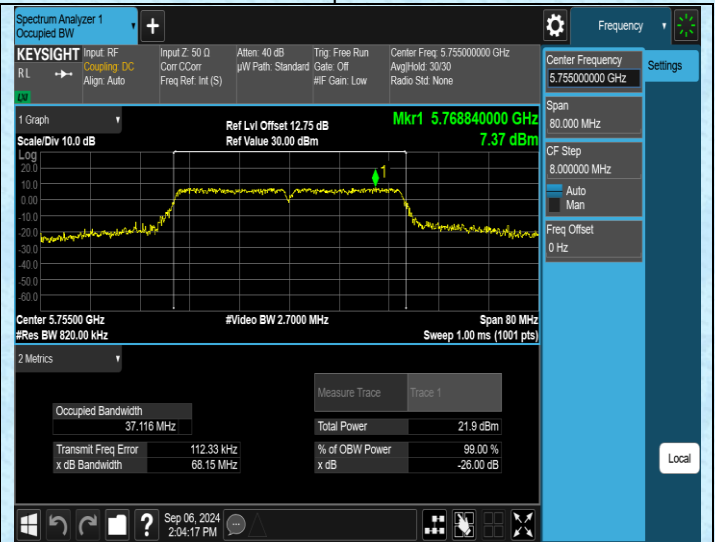 Spectrum Analyzer 1
Occupied BW
+
Frequency
KEYSIGHT
RL
LXI
Input: RF
Coupling: DC
Align: Auto
Input Z: 50 Ω
Corr CCorr
Freq Ref: Int (S)
Atten: 40 dB
µW Path: Standard
Trig: Free Run
Gate: Off
#IF Gain: Low
Center Freq: 5.755000000 GHz
Avg|Hold: 30/30
Radio Std: None
Center Frequency
5.755000000 GHz
Settings
Span
80.000 MHz
CF Step
8.000000 MHz
Auto
Man
Freq Offset
0 Hz
Local
1 Graph
Scale/Div 10.0 dB
Ref Lvl Offset 12.75 dB
Ref Value 30.00 dBm
Mkr1 5.768840000 GHz
7.37 dBm
Log
20.0
10.0
0.00
-10.0
-20.0
-30.0
-40.0
-50.0
-60.0
1
Center 5.75500 GHz
#Res BW 820.00 kHz
#Video BW 2.7000 MHz
Span 80 MHz
Sweep 1.00 ms (1001 pts)
2 Metrics
Measure Trace Trace 1
Occupied Bandwidth
37.116 MHz
Total Power 21.9 dBm
Transmit Freq Error 112.33 kHz
% of OBW Power 99.00 %
x dB Bandwidth 68.15 MHz
x dB -26.00 dB
?
Sep 06, 2024
2:04:17 PM